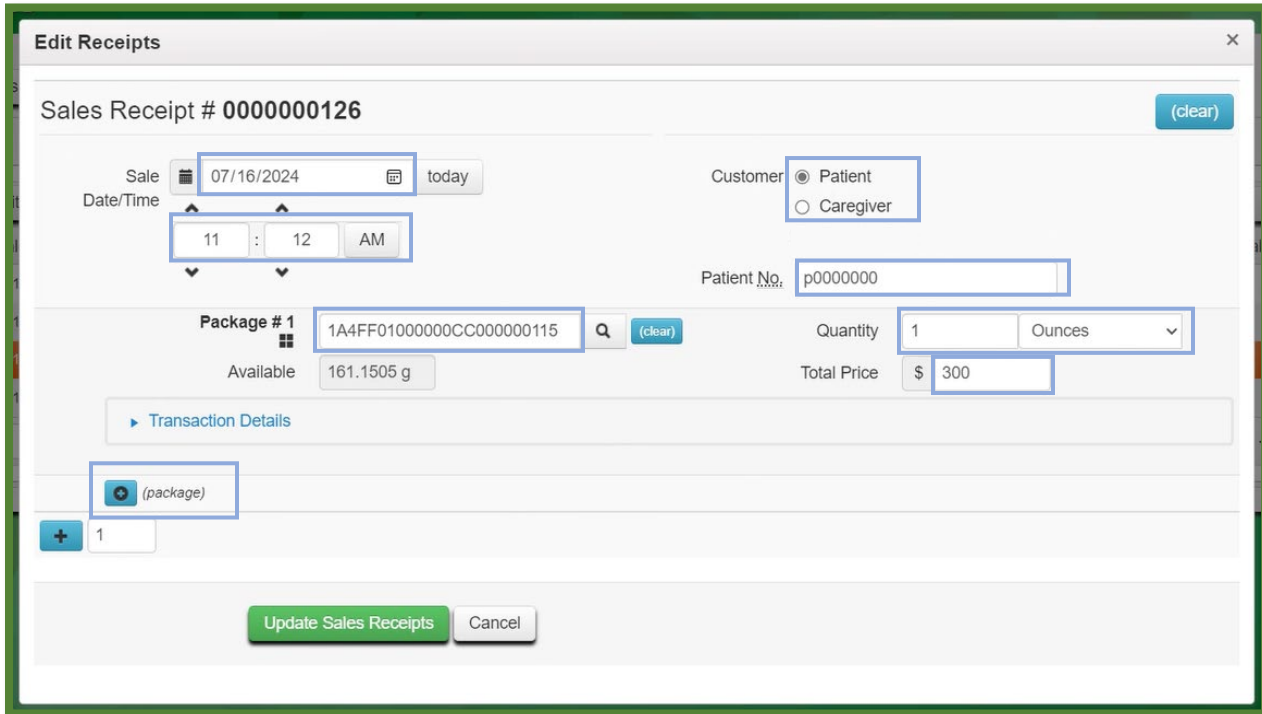 Edit Receipts ×
Sales Receipt # 0000000126 (clear)
Sale Date/Time 07/16/2024 today
11 : 12 AM
Customer Patient
Caregiver
Patient No. p0000000
Package # 1 1A4FF01000000CC000000115 (clear)
Quantity 1 Ounces
Available 161.1505 g
Total Price $ 300
Transaction Details
(package)
+ 1
Update Sales Receipts Cancel